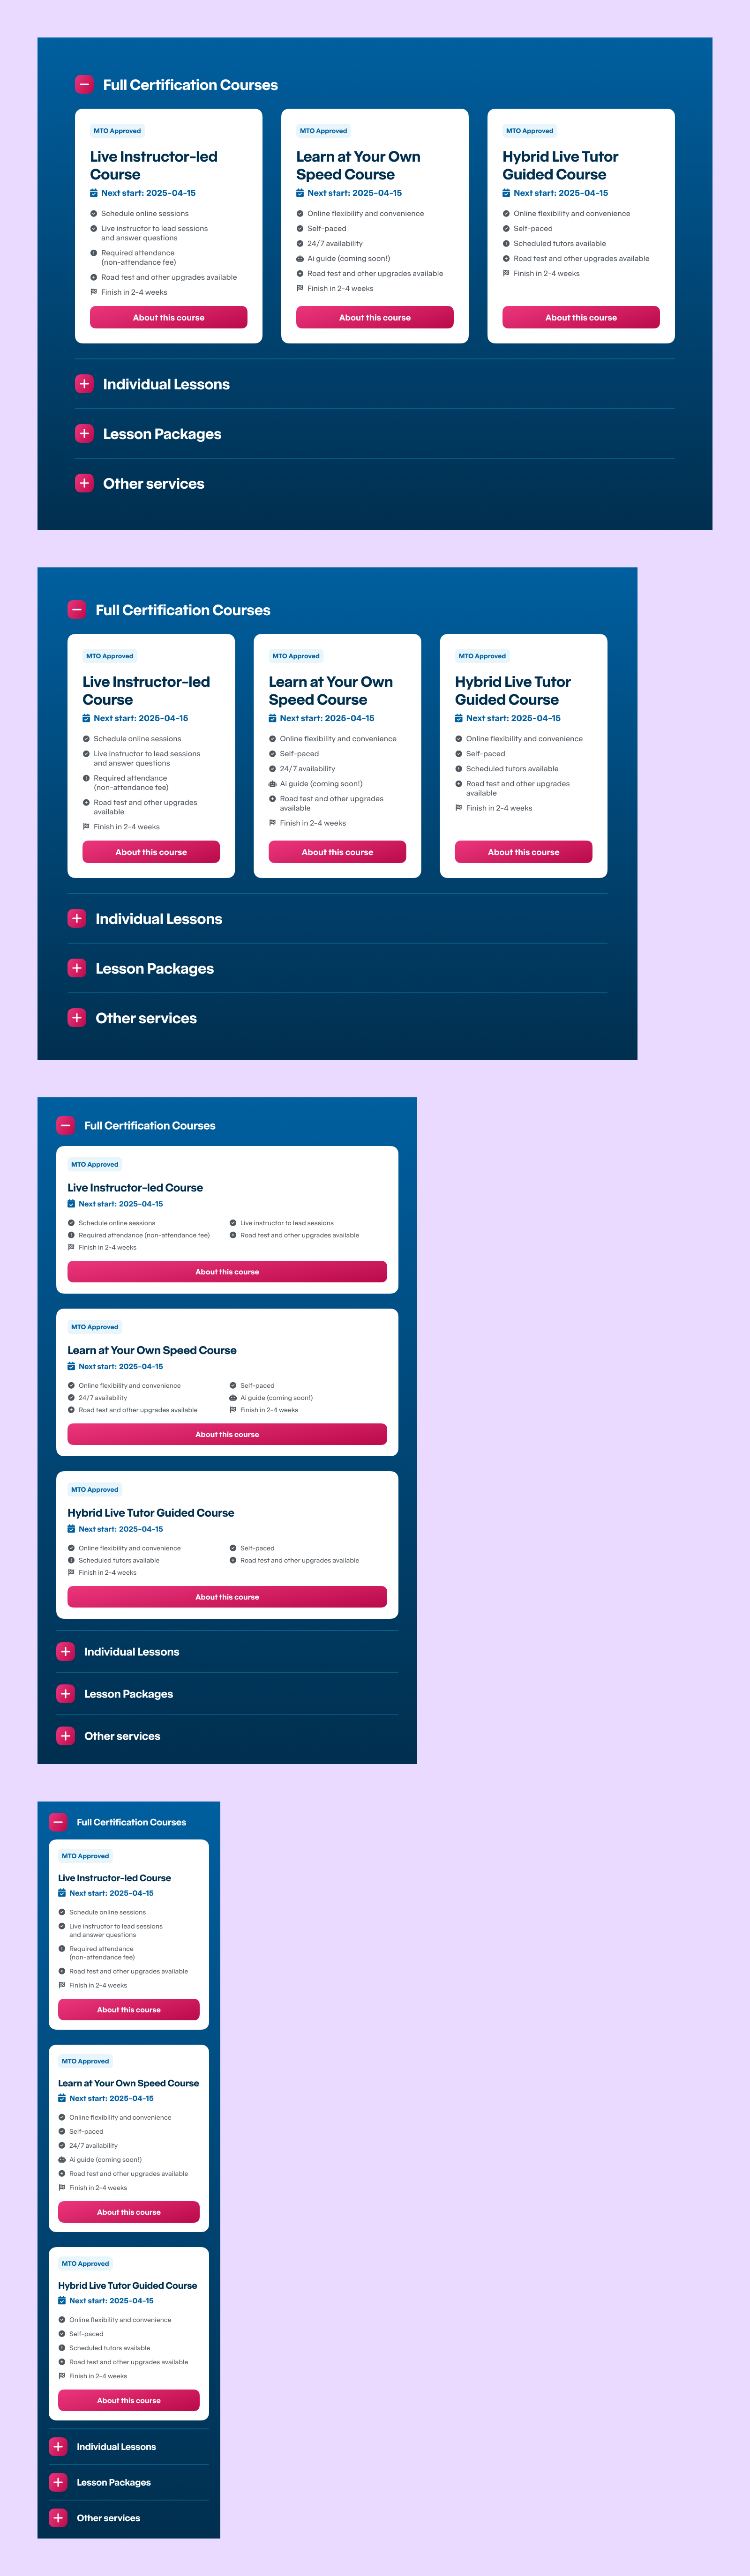 Full Certification Courses
MTO Approved
Live Instructor-led
Course
Next start: 2025-04-15
Schedule online sessions
Live instructor to lead sessions
and answer questions
Required attendance
(non-attendance fee)
Road test and other upgrades available
Finish in 2-4 weeks
About this course
MTO Approved
Learn at Your Own
Speed Course
Next start: 2025-04-15
Online flexibility and convenience
Self-paced
24/7 availability
Ai guide (coming soon!)
Road test and other upgrades available
Finish in 2-4 weeks
About this course
MTO Approved
Hybrid Live Tutor
Guided Course
Next start: 2025-04-15
Online flexibility and convenience
Self-paced
Scheduled tutors available
Road test and other upgrades available
Finish in 2-4 weeks
About this course
Individual Lessons
Lesson Packages
Other services
Full Certification Courses
MTO Approved
Live Instructor-led
Course
Next start: 2025-04-15
Schedule online sessions
Live instructor to lead sessions
and answer questions
Required attendance
(non-attendance fee)
Road test and other upgrades
available
Finish in 2-4 weeks
About this course
MTO Approved
Learn at Your Own
Speed Course
Next start: 2025-04-15
Online flexibility and convenience
Self-paced
24/7 availability
Ai guide (coming soon!)
Road test and other upgrades
available
Finish in 2-4 weeks
About this course
MTO Approved
Hybrid Live Tutor
Guided Course
Next start: 2025-04-15
Online flexibility and convenience
Self-paced
Scheduled tutors available
Road test and other upgrades
available
Finish in 2-4 weeks
About this course
Individual Lessons
Lesson Packages
Other services
Full Certification Courses
MTO Approved
Live Instructor-led Course
Next start: 2025-04-15
Schedule online sessions
Live instructor to lead sessions
Required attendance (non-attendance fee)
Road test and other upgrades available
Finish in 2-4 weeks
About this course
MTO Approved
Learn at Your Own Speed Course
Next start: 2025-04-15
Online flexibility and convenience
Self-paced
24/7 availability
Ai guide (coming soon!)
Road test and other upgrades available
Finish in 2-4 weeks
About this course
MTO Approved
Hybrid Live Tutor Guided Course
Next start: 2025-04-15
Online flexibility and convenience
Self-paced
Scheduled tutors available
Road test and other upgrades available
Finish in 2-4 weeks
About this course
Individual Lessons
Lesson Packages
Other services
Full Certification Courses
MTO Approved
Live Instructor-led Course
Next start: 2025-04-15
Schedule online sessions
Live instructor to lead sessions
and answer questions
Required attendance
(non-attendance fee)
Road test and other upgrades available
Finish in 2-4 weeks
About this course
MTO Approved
Learn at Your Own Speed Course
Next start: 2025-04-15
Online flexibility and convenience
Self-paced
24/7 availability
Ai guide (coming soon!)
Road test and other upgrades available
Finish in 2-4 weeks
About this course
MTO Approved
Hybrid Live Tutor Guided Course
Next start: 2025-04-15
Online flexibility and convenience
Self-paced
Scheduled tutors available
Road test and other upgrades available
Finish in 2-4 weeks
About this course
Individual Lessons
Lesson Packages
Other services